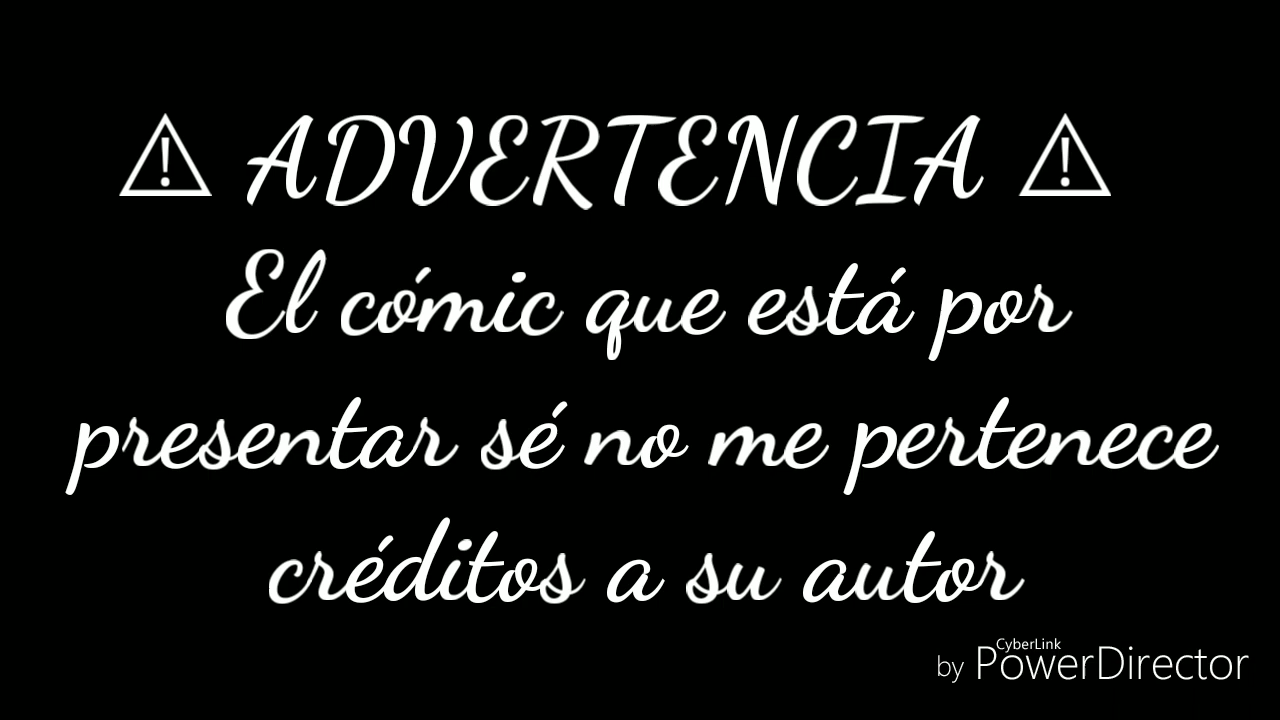 ⚠ ADVERTENCIA ⚠
El cómic que está por
presentar sé no me pertenece
créditos a su autor
CyberLink
by PowerDirector